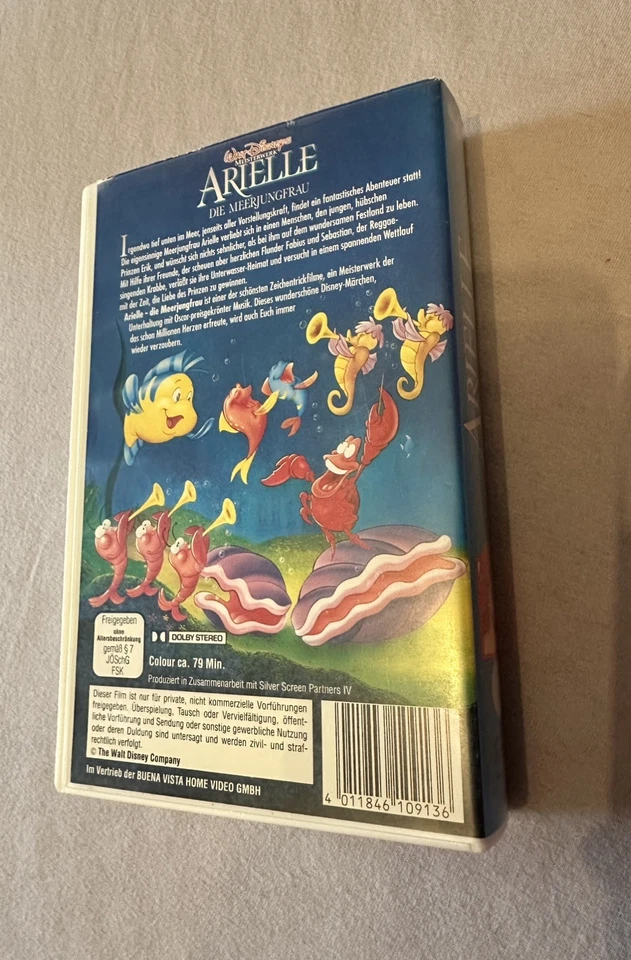 Walt Disneys
MEISTERWERK
ARIELLE
DIE MEERJUNGFRAU
Irgendwo tief unten im Meer, jenseits aller Vorstellungskraft, findet ein fantastisches Abenteuer statt!
Die eigensinnige Meerjungfrau Arielle verliebt sich in einen Menschen, den jungen, hübschen
Prinzen Erik, und wünscht sich nichts sehnlicher, als bei ihm auf dem wundersamen Festland zu leben.
Mit Hilfe ihrer Freunde, der scheuen aber herzlichen Flunder Fabius und Sebastian, der Reggae-
singenden Krabbe, verläßt sie ihre Unterwasser-Heimat und versucht in einem spannenden Wettlauf
mit der Zeit, die Liebe des Prinzen zu gewinnen.
Arielle - die Meerjungfrau ist einer der schönsten Zeichentrickfilme, ein Meisterwerk der
Unterhaltung mit Oscar-preisgekrönter Musik. Dieses wunderschöne Disney-Märchen,
das schon Millionen Herzen erfreute, wird auch Euch immer
wieder verzaubern.
Freigegeben
ohne
Altersbeschränkung
gemäß § 7
JÖSchG
FSK
DOLBY STEREO
Colour ca. 79 Min.
Produziert in Zusammenarbeit mit Silver Screen Partners IV
Dieser Film ist nur für private, nicht kommerzielle Vorführungen
freigegeben. Überspielung, Tausch oder Vervielfältigung, öffent-
liche Vorführung und Sendung oder sonstige gewerbliche Nutzung
oder deren Duldung sind untersagt und werden zivil- und straf-
rechtlich verfolgt.
© The Walt Disney Company
Im Vertrieb der BUENA VISTA HOME VIDEO GMBH
4 011846 109136